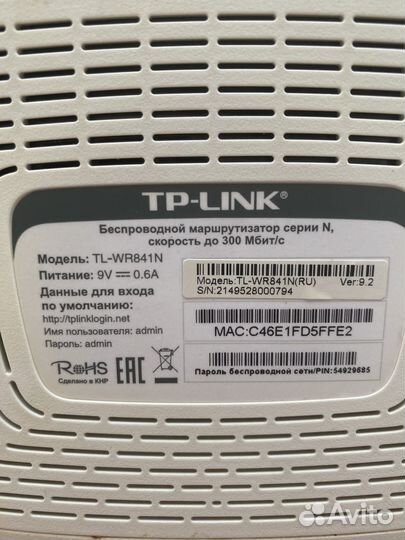 TP-LINK®
Беспроводной маршрутизатор серии N,
скорость до 300 Мбит/с
Модель: TL-WR841N
Питание: 9V⎓0.6A
Данные для входа
по умолчанию:
http://tplinklogin.net
Имя пользователя: admin
Пароль: admin
RoHS
Сделано в КНР
EAC
Модель:TL-WR841N(RU) Ver:9.2
S/N:2149528000794
MAC:C46E1FD5FFE2
Пароль беспроводной сети/PIN:54929685
Avito